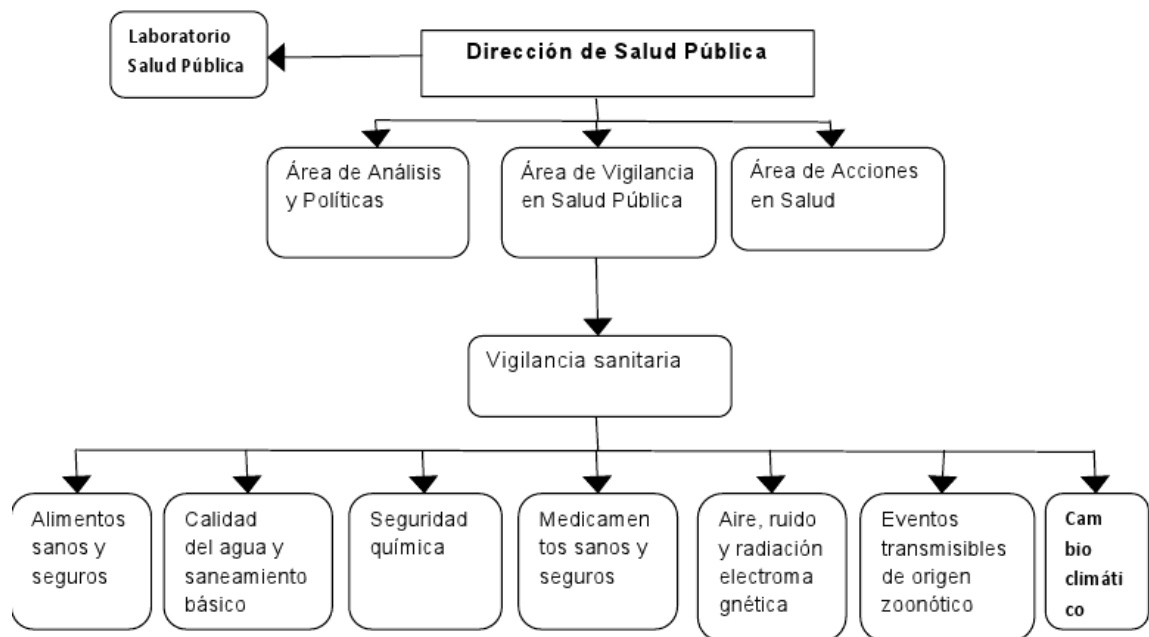 Laboratorio
Salud Pública
Dirección de Salud Pública
Área de Análisis
y Políticas
Área de Vigilancia
en Salud Pública
Área de Acciones
en Salud
Vigilancia sanitaria
Alimentos
sanos y
seguros
Calidad
del agua y
saneamiento
básico
Seguridad
química
Medicamen
tos sanos y
seguros
Aire, ruido
y radiación
electroma
gnética
Eventos
transmisibles
de origen
zoonótico
Cam
bio
climáti
co